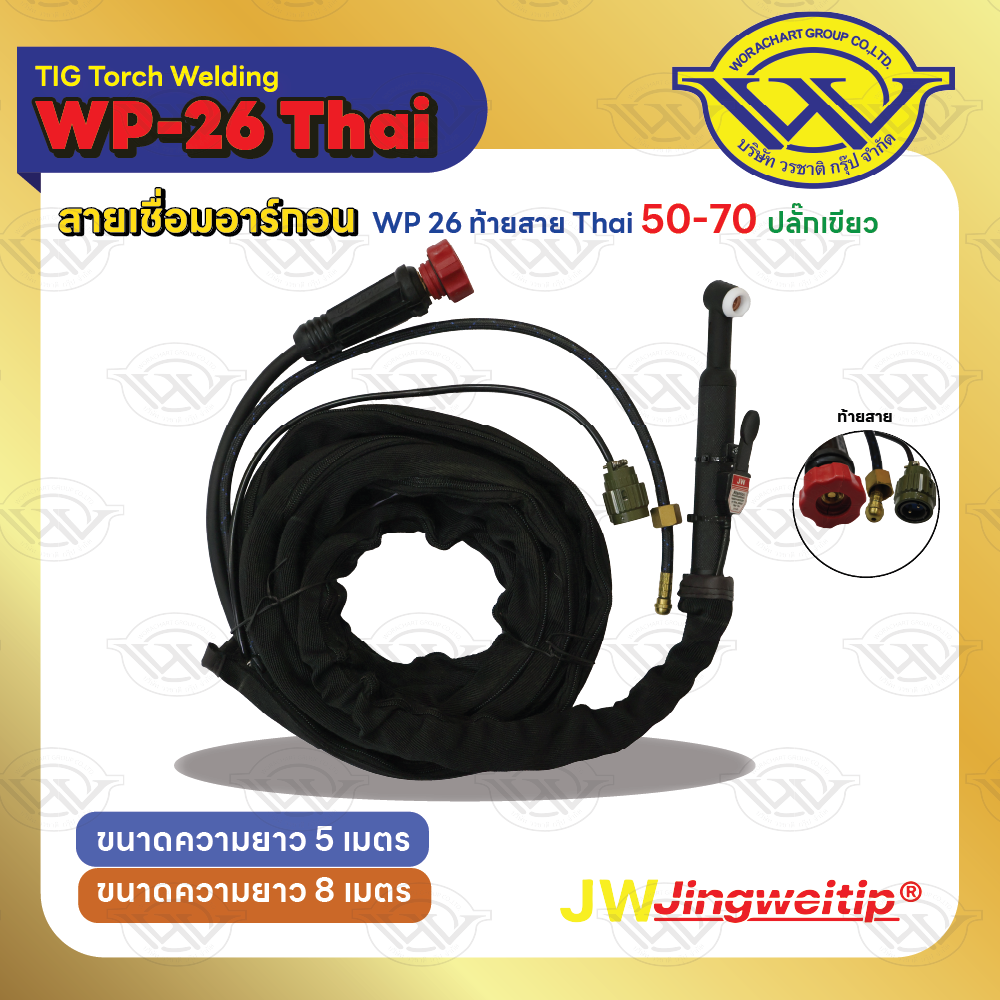 TIG Torch Welding
WP-26 Thai
WORACHART GROUP CO.,LTD.
W
บริษัท วรชาติ กรุ๊ป จำกัด
สายเชื่อมอาร์กอน WP 26 ท้ายสาย Thai 50-70 ปลั๊กเขียว
ท้ายสาย
JW
ขนาดความยาว 5 เมตร
ขนาดความยาว 8 เมตร
JW Jingweitip®